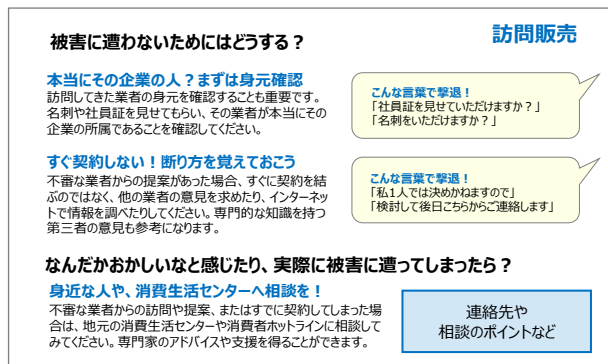 訪問販売
被害に遭わないためにはどうする？
本当にその企業の人？まずは身元確認
訪問してきた業者の身元を確認することも重要です。
名刺や社員証を見せてもらい、その業者が本当にその
企業の所属であることを確認してください。
こんな言葉で撃退！
「社員証を見せていただけますか？」
「名刺をいただけますか？」
すぐ契約しない！断り方を覚えておこう
不審な業者からの提案があった場合、すぐに契約を結
ぶのではなく、他の業者の意見を求めたり、インターネッ
トで情報を調べたりしてください。専門的な知識を持つ
第三者の意見も参考になります。
こんな言葉で撃退！
「私1人では決めかねますので」
「検討して後日こちらからご連絡します」
なんだかおかしいなと感じたり、実際に被害に遭ってしまったら？
身近な人や、消費生活センターへ相談を！
不審な業者からの訪問や提案、またはすでに契約してしまった場
合は、地元の消費生活センターや消費者ホットラインに相談して
みてください。専門家のアドバイスや支援を得ることができます。
連絡先や
相談のポイントなど